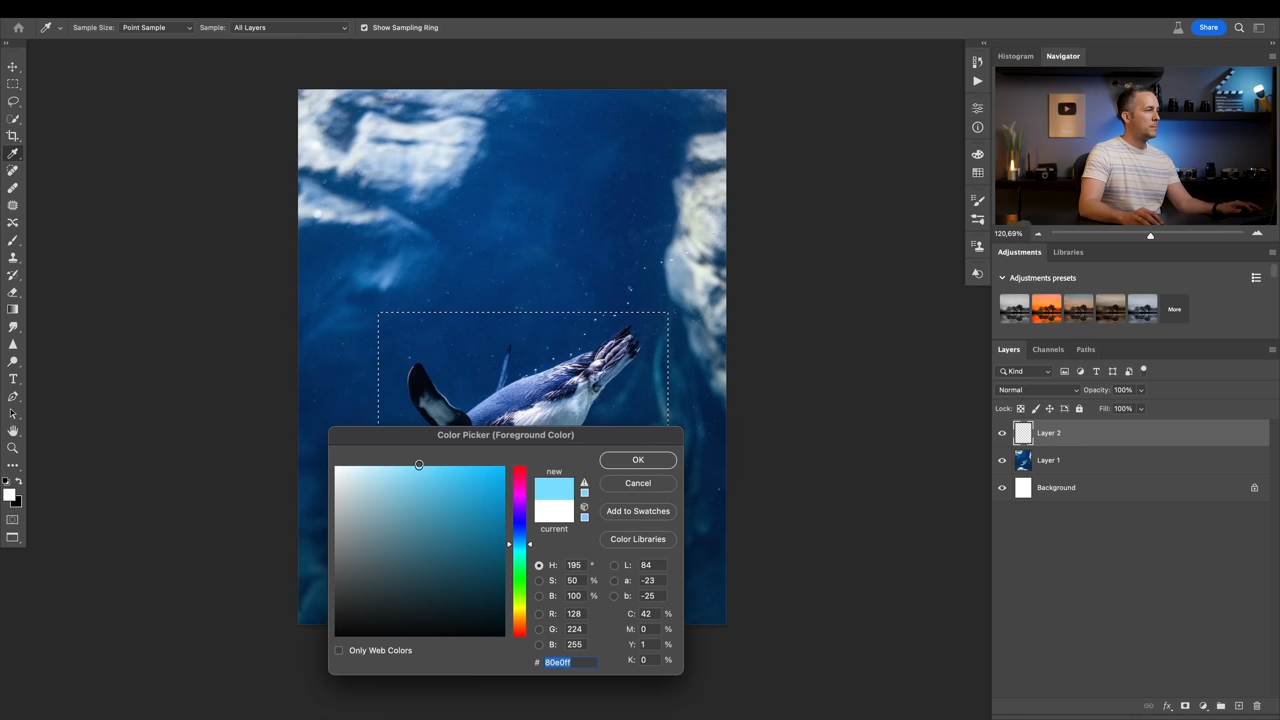 Sample Size: Point Sample Sample: All Layers Show Sampling Ring Share
Histogram Navigator
120,69%
Adjustments Libraries
Adjustments presets
More
Layers Channels Paths
Kind
Normal Opacity: 100%
Lock: Fill: 100%
Layer 2
Layer 1
Background
Color Picker (Foreground Color)
new
current
OK
Cancel
Add to Swatches
Color Libraries
H: 195 ° L: 84
S: 50 % a: -23
B: 100 % b: -25
R: 128 C: 42 %
G: 224 M: 0 %
B: 255 Y: 1 %
# 80e0ff K: 0 %
Only Web Colors